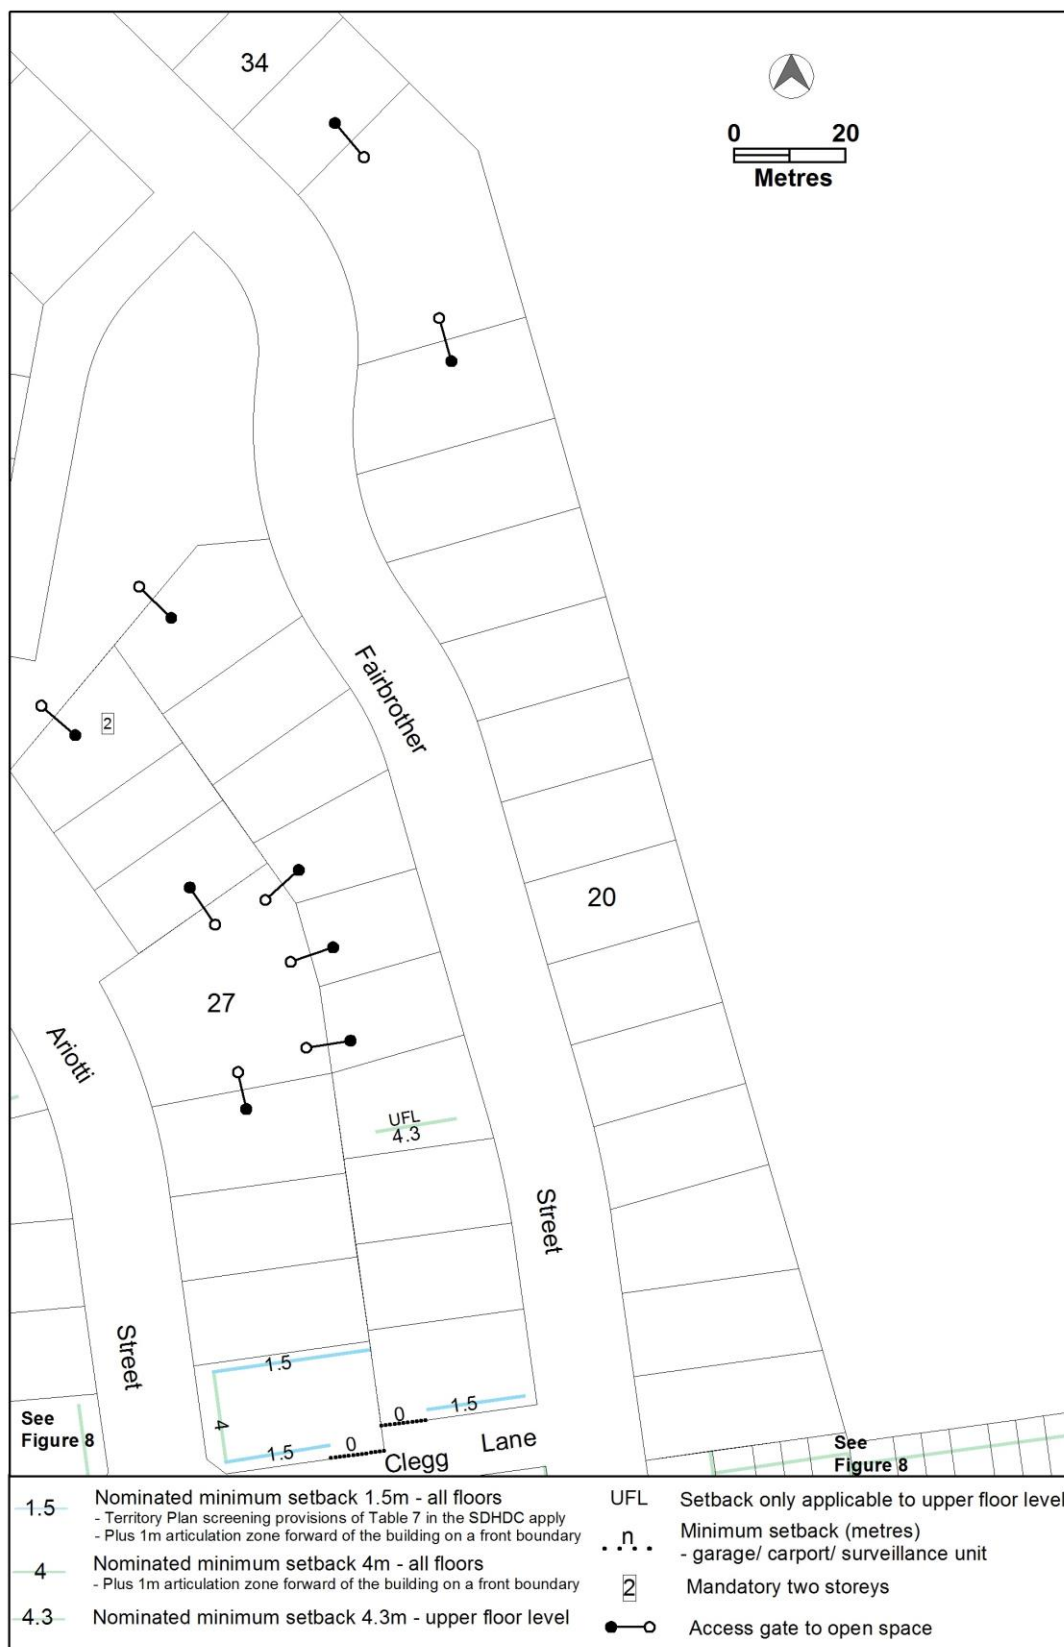 34
0 20
Metres
Fairbrother
2
20
27
Ariotti
UFL
4.3
Street
Street
1.5
4
1.5
0
0
1.5
Clegg Lane
See
Figure 8
See
Figure 8
1.5 Nominated minimum setback 1.5m - all floors
- Territory Plan screening provisions of Table 7 in the SDHDC apply
- Plus 1m articulation zone forward of the building on a front boundary
4 Nominated minimum setback 4m - all floors
- Plus 1m articulation zone forward of the building on a front boundary
4.3 Nominated minimum setback 4.3m - upper floor level
UFL Setback only applicable to upper floor level
n Minimum setback (metres)
- garage/ carport/ surveillance unit
2 Mandatory two storeys
Access gate to open space